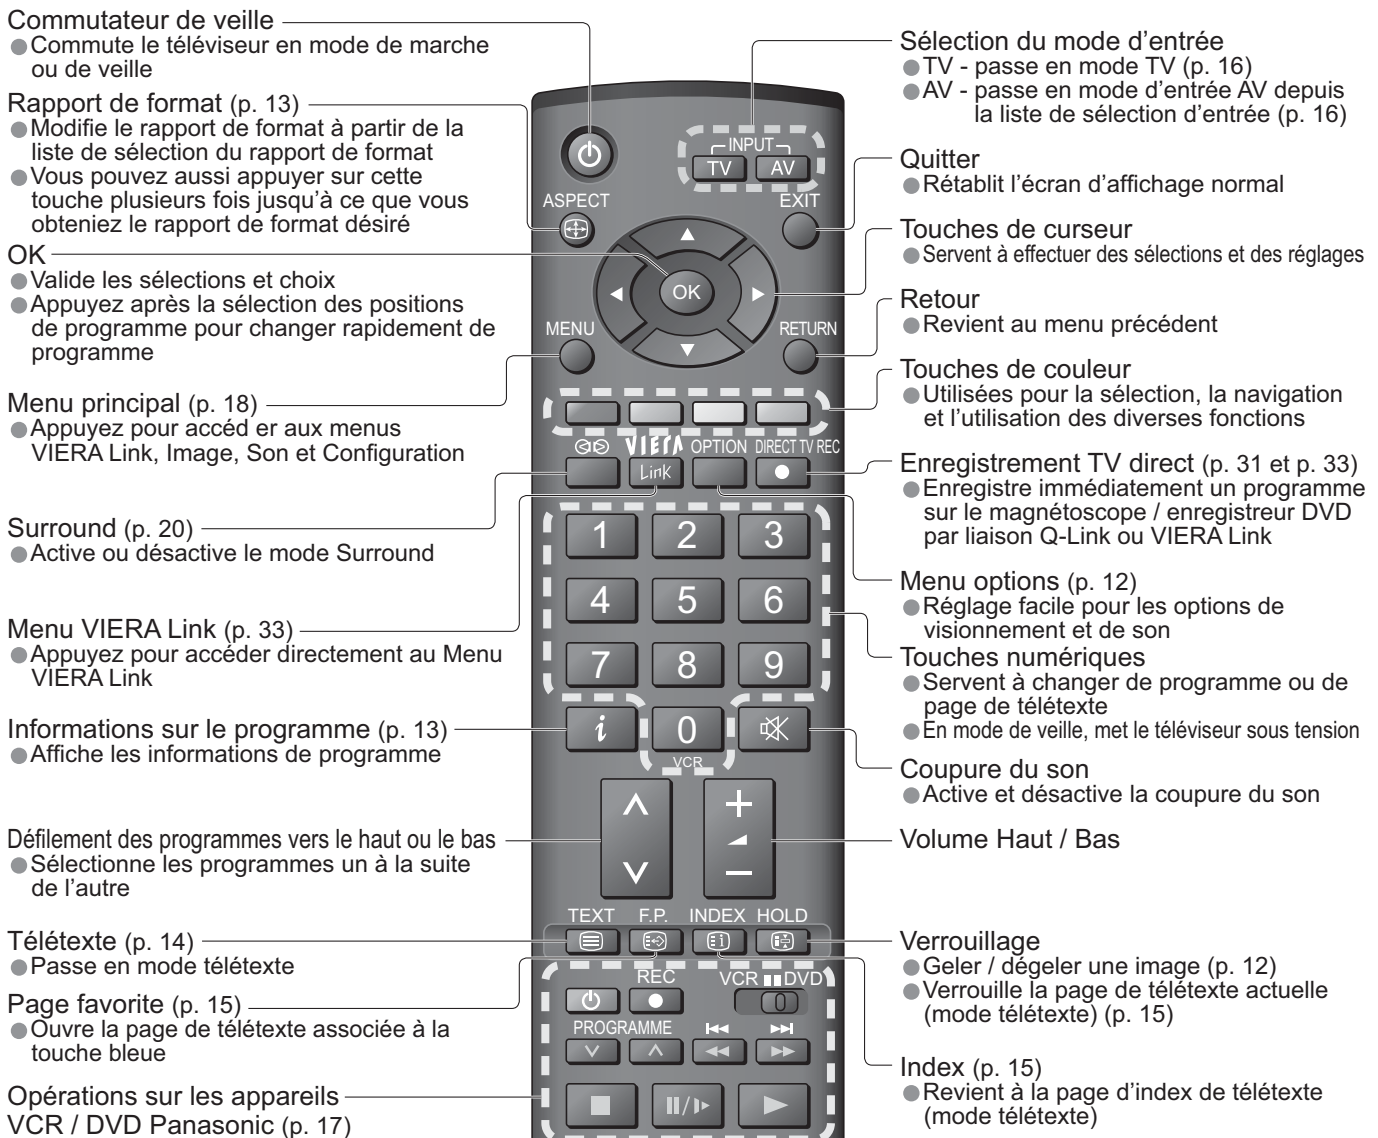 Commutateur de veille
●Commute le téléviseur en mode de marche
ou de veille
Rapport de format (p. 13)
●Modifie le rapport de format à partir de la
liste de sélection du rapport de format
●Vous pouvez aussi appuyer sur cette
touche plusieurs fois jusqu'à ce que vous
obteniez le rapport de format désiré
OK
●Valide les sélections et choix
●Appuyez après la sélection des positions
de programme pour changer rapidement de
programme
Menu principal (p. 18)
●Appuyez pour accéd er aux menus
VIERA Link, Image, Son et Configuration
Surround (p. 20)
●Active ou désactive le mode Surround
Menu VIERA Link (p. 33)
●Appuyez pour accéder directement au Menu
VIERA Link
Informations sur le programme (p. 13)
●Affiche les informations de programme
Défilement des programmes vers le haut ou le bas
●Sélectionne les programmes un à la suite
de l'autre
Télétexte (p. 14)
●Passe en mode télétexte
Page favorite (p. 15)
●Ouvre la page de télétexte associée à la
touche bleue
Opérations sur les appareils
VCR / DVD Panasonic (p. 17)
INPUT
TV AV
ASPECT EXIT
OK
MENU RETURN
VIERA OPTION DIRECT TV REC
Link
1 2 3
4 5 6
7 8 9
i 0
VCR
+
−
TEXT F.P. INDEX HOLD
REC VCR DVD
PROGRAMME
Sélection du mode d'entrée
●TV - passe en mode TV (p. 16)
●AV - passe en mode d'entrée AV depuis
la liste de sélection d'entrée (p. 16)
Quitter
●Rétablit l'écran d'affichage normal
Touches de curseur
●Servent à effectuer des sélections et des réglages
Retour
●Revient au menu précédent
Touches de couleur
●Utilisées pour la sélection, la navigation
et l'utilisation des diverses fonctions
Enregistrement TV direct (p. 31 et p. 33)
●Enregistre immédiatement un programme
sur le magnétoscope / enregistreur DVD
par liaison Q-Link ou VIERA Link
Menu options (p. 12)
●Réglage facile pour les options de
visionnement et de son
Touches numériques
●Servent à changer de programme ou de
page de télétexte
●En mode de veille, met le téléviseur sous tension
Coupure du son
●Active et désactive la coupure du son
Volume Haut / Bas
Verrouillage
●Geler / dégeler une image (p. 12)
●Verrouille la page de télétexte actuelle
(mode télétexte) (p. 15)
Index (p. 15)
●Revient à la page d'index de télétexte
(mode télétexte)